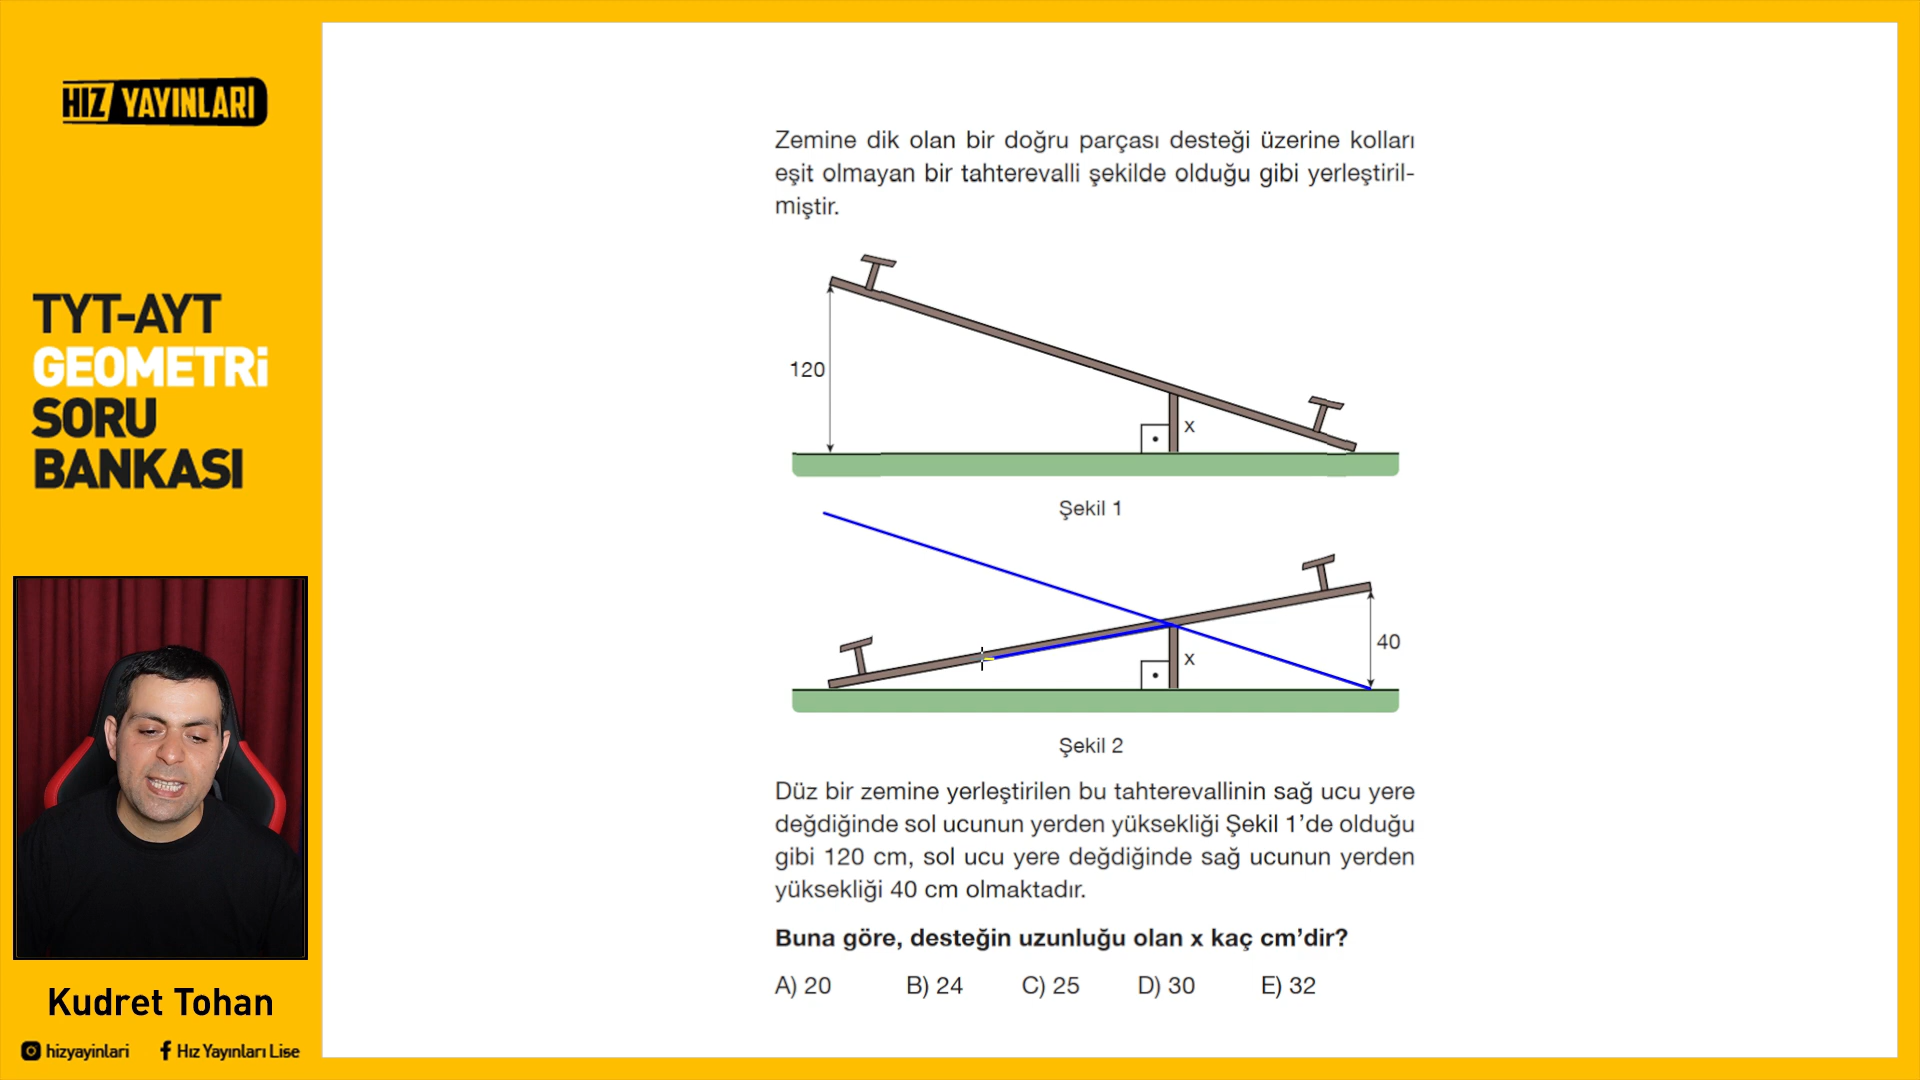 HIZ YAYINLARI
TYT-AYT
GEOMETRİ
SORU
BANKASI
Kudret Tohan
hizyayinlari
Hız Yayınları Lise
Zemine dik olan bir doğru parçası desteği üzerine kolları
eşit olmayan bir tahterevalli şekilde olduğu gibi yerleştiril-
miştir.
120
x
Şekil 1
40
x
Şekil 2
Düz bir zemine yerleştirilen bu tahterevallinin sağ ucu yere
değdiğinde sol ucunun yerden yüksekliği Şekil 1'de olduğu
gibi 120 cm, sol ucu yere değdiğinde sağ ucunun yerden
yüksekliği 40 cm olmaktadır.
Buna göre, desteğin uzunluğu olan x kaç cm'dir?
A) 20 B) 24 C) 25 D) 30 E) 32